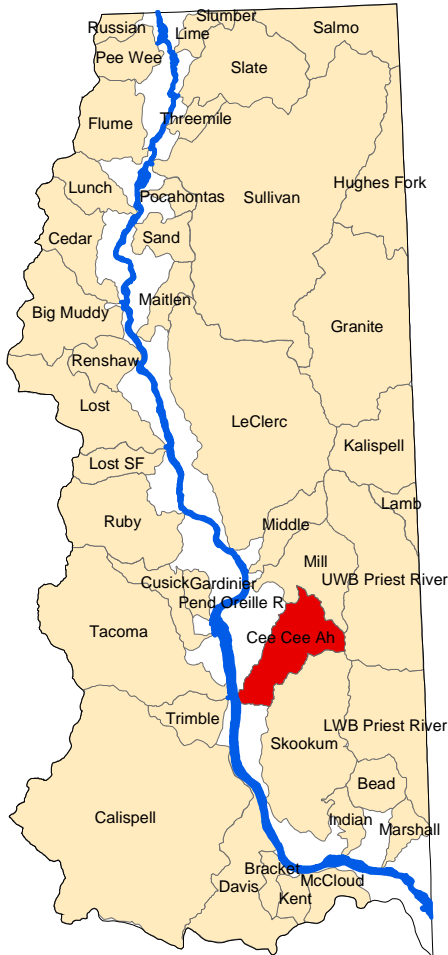 Slumber
Russian
Lime
Salmo
Pee Wee
Slate
Flume
Threemile
Lunch
Hughes Fork
Pocahontas
Sullivan
Cedar
Sand
Maitlen
Big Muddy
Granite
Renshaw
Lost
LeClerc
Kalispell
Lost SF
Lamb
Ruby
Middle
Mill
Cusick
Gardinier
UWB Priest River
Pend Oreille R
Tacoma
Cee Cee Ah
Trimble
LWB Priest River
Skookum
Bead
Calispell
Indian
Marshall
Bracket
McCloud
Davis
Kent